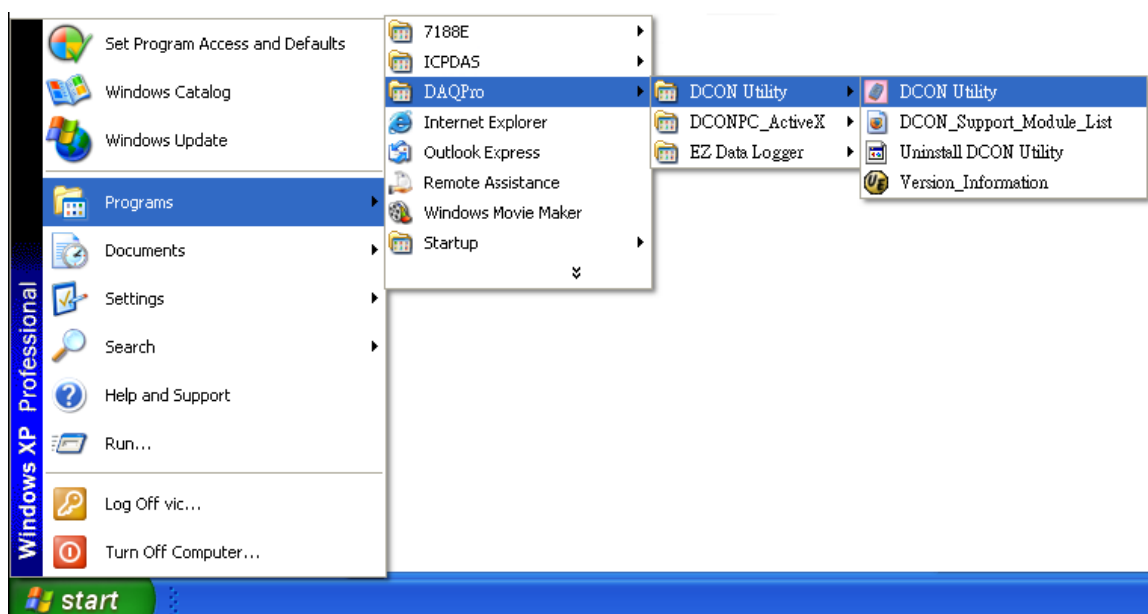 Windows XP Professional
Set Program Access and Defaults
Windows Catalog
Windows Update
Programs
Documents
Settings
Search
Help and Support
Run...
Log Off vic...
Turn Off Computer...
start
7188E
ICPDAS
DAQPro
Internet Explorer
Outlook Express
Remote Assistance
Windows Movie Maker
Startup
DCON Utility
DCONPC_ActiveX
EZ Data Logger
DCON Utility
DCON_Support_Module_List
Uninstall DCON Utility
Version_Information